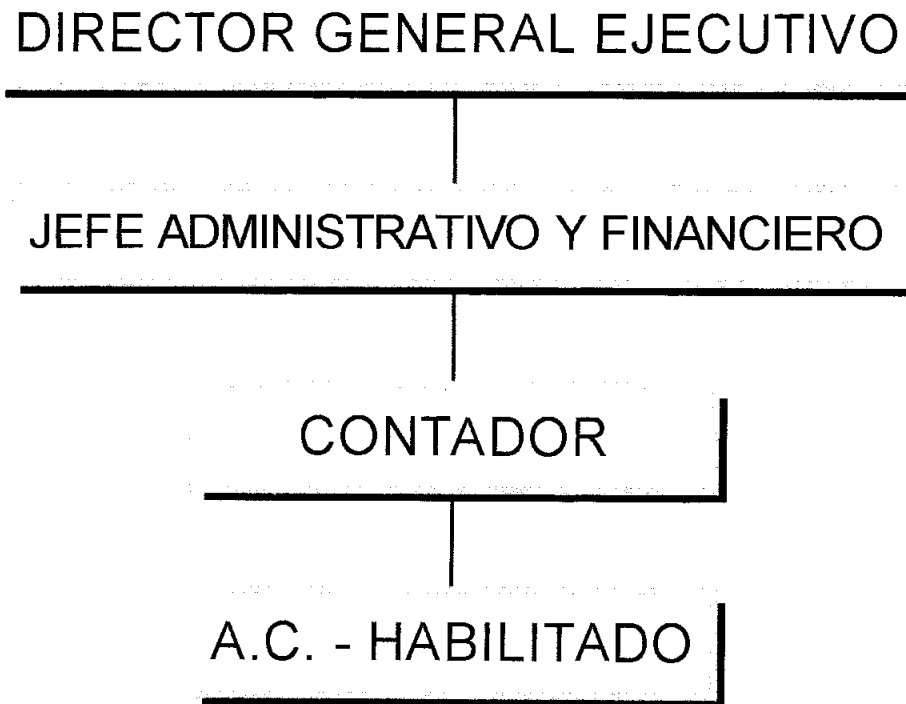 DIRECTOR GENERAL EJECUTIVO
JEFE ADMINISTRATIVO Y FINANCIERO
CONTADOR
A.C. - HABILITADO